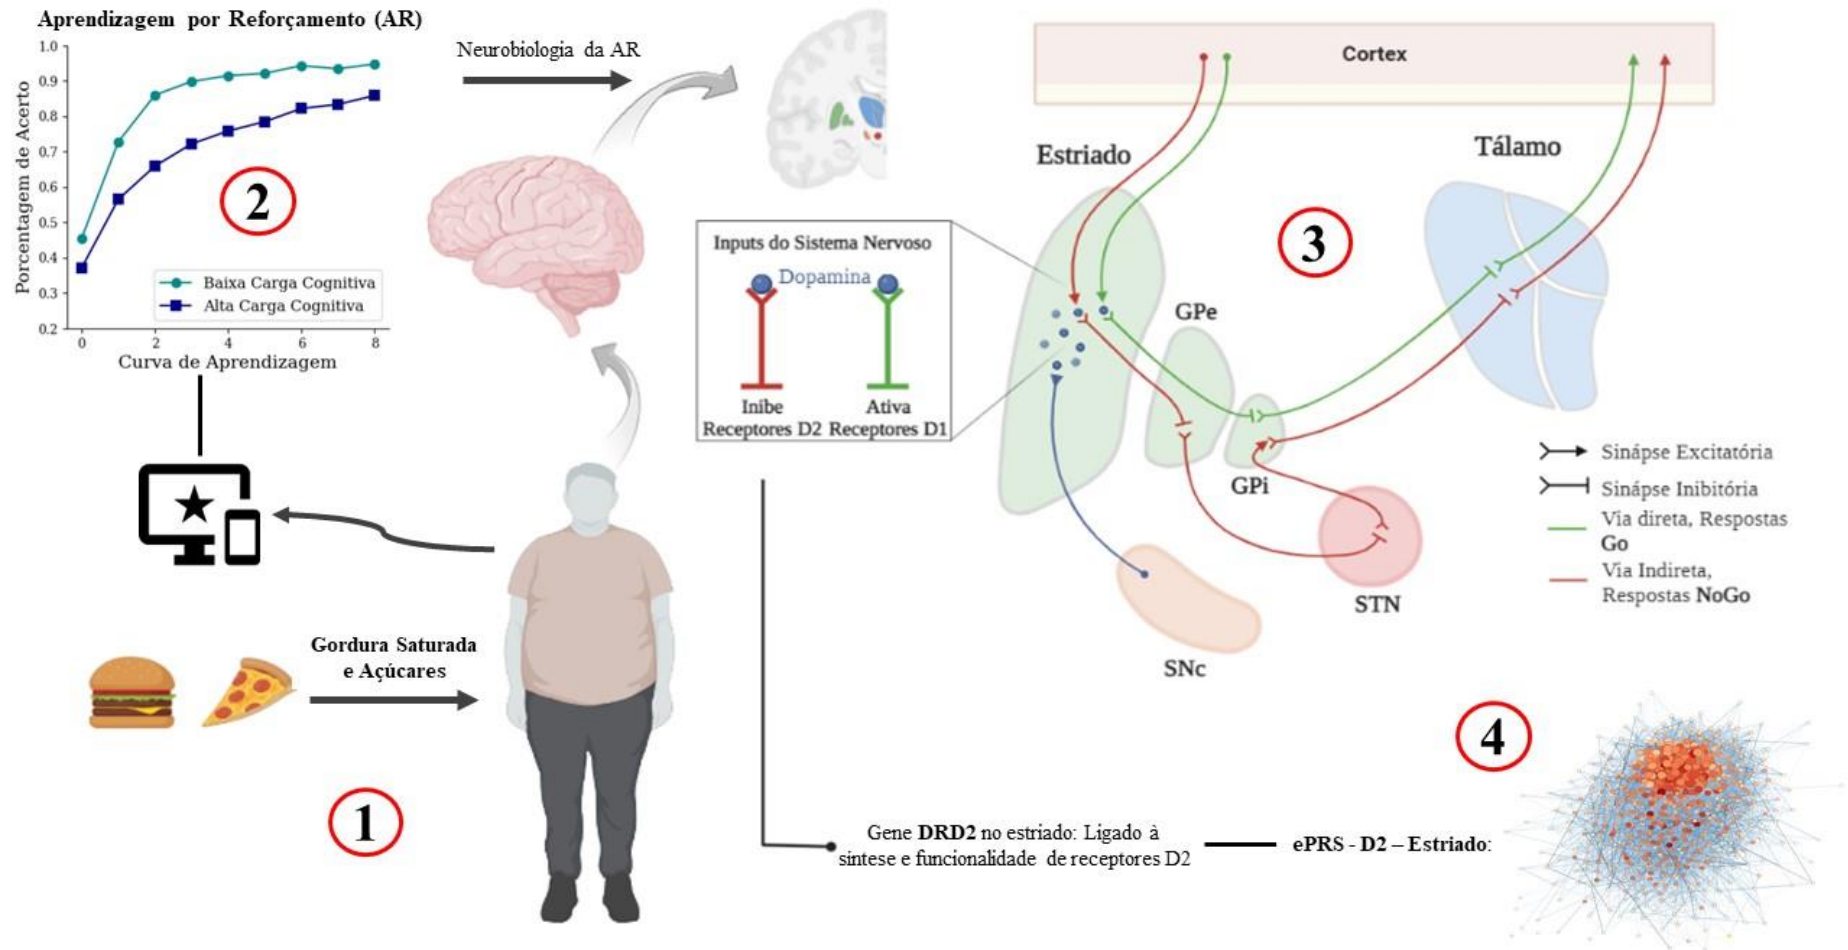 Aprendizagem por Reforçamento (AR)
Porcentagem de Acerto
1.0
0.9
0.8
0.7
0.6
0.5
0.4
0.3
0.2
0
2
4
6
8
Curva de Aprendizagem
Baixa Carga Cognitiva
Alta Carga Cognitiva
2
Neurobiologia da AR
Gordura Saturada
e Açúcares
1
Inputs do Sistema Nervoso
Dopamina
Inibe
Receptores D2
Ativa
Receptores D1
Cortex
Estriado
Tálamo
3
GPe
GPi
STN
SNc
Sinápse Excitatória
Sinápse Inibitória
Via direta, Respostas
Go
Via Indireta,
Respostas NoGo
4
Gene DRD2 no estriado: Ligado à
síntese e funcionalidade de receptores D2
ePRS - D2 – Estriado: